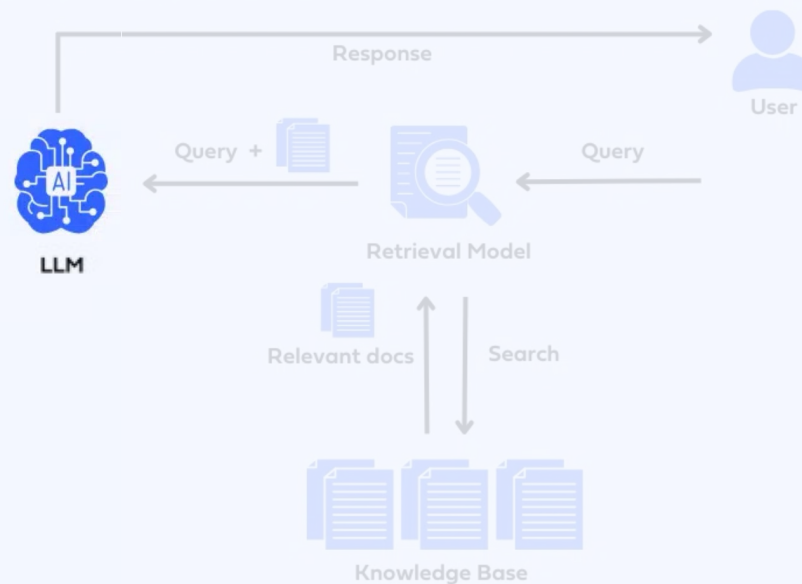 Response
User
Query +
Query
AI
LLM
Retrieval Model
Relevant docs
Search
Knowledge Base